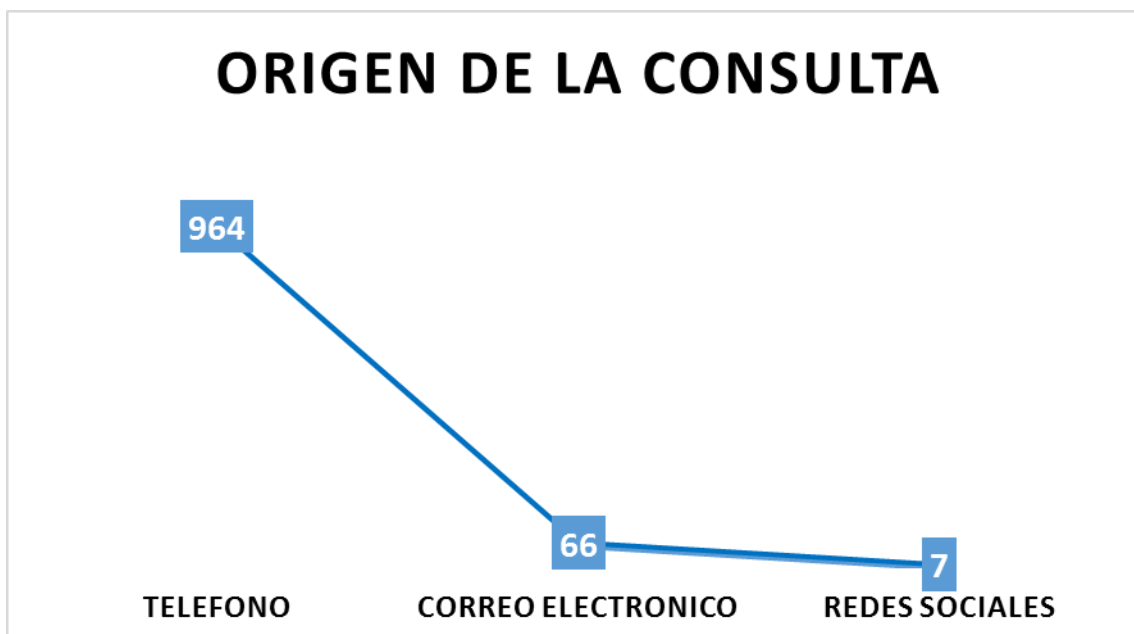 ORIGEN DE LA CONSULTA
964
66
7
TELEFONO CORREO ELECTRONICO REDES SOCIALES